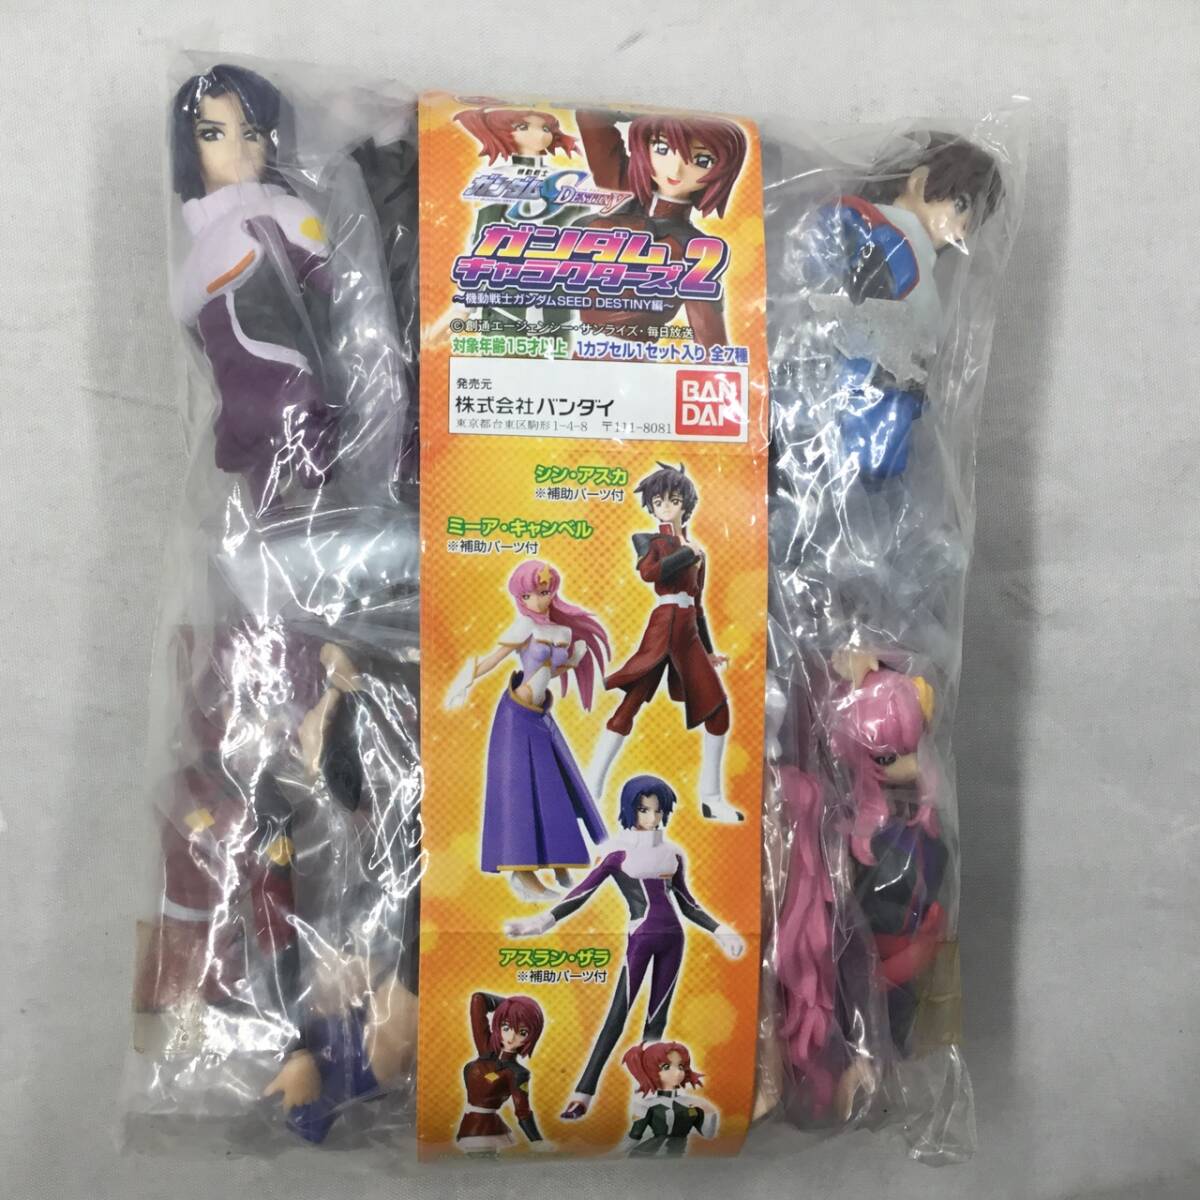 機動戦士
ガンダムSEED DESTINY
ガンダム
キャラクターズ2
～機動戦士ガンダムSEED DESTINY編～
©創通エージェンシー・サンライズ・毎日放送
対象年齢15才以上 1カプセル1セット入り 全7種
発売元
株式会社バンダイ
東京都台東区駒形1-4-8 〒111-8081
BAN
DAI
シン・アスカ
※補助パーツ付
ミーア・キャンベル
※補助パーツ付
アスラン・ザラ
※補助パーツ付